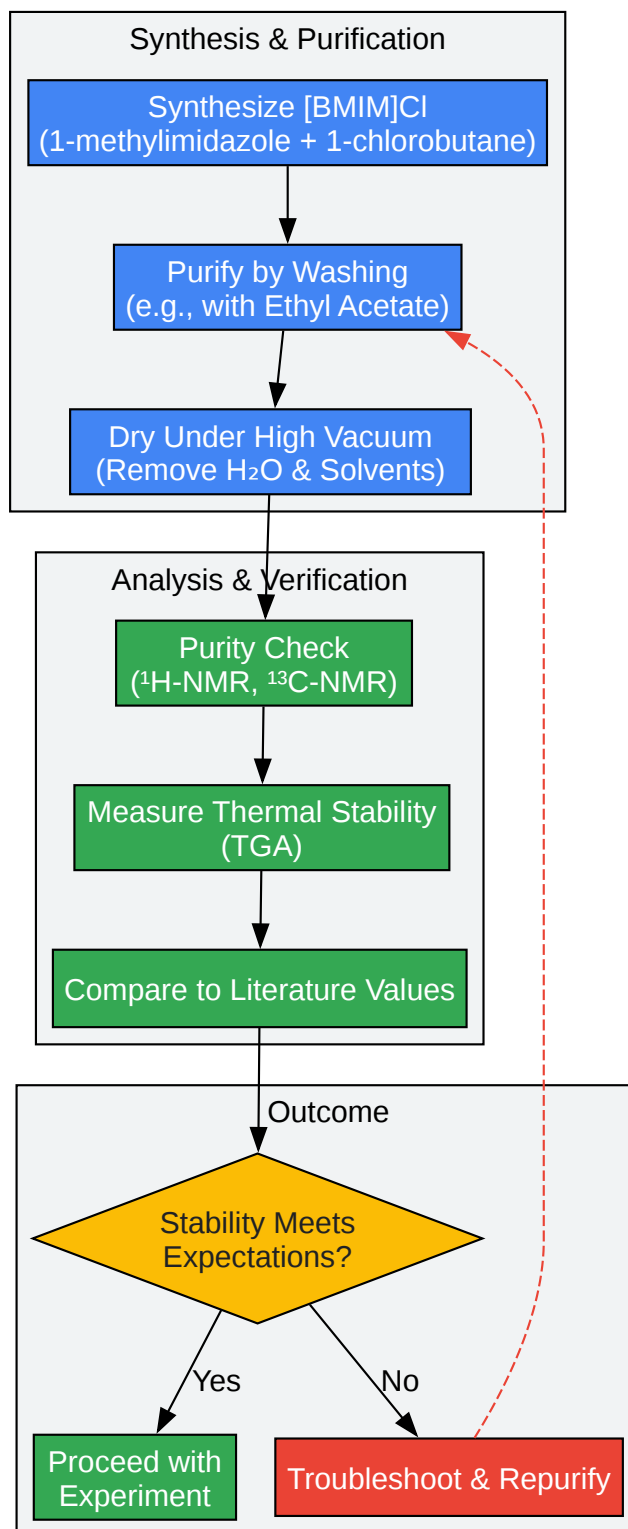 Synthesis & Purification
Synthesize [BMIM]Cl
(1-methylimidazole + 1-chlorobutane)
Purify by Washing
(e.g., with Ethyl Acetate)
Dry Under High Vacuum
(Remove H₂O & Solvents)
Analysis & Verification
Purity Check
(¹H-NMR, ¹³C-NMR)
Measure Thermal Stability
(TGA)
Compare to Literature Values
Outcome
Stability Meets
Expectations?
Yes
No
Proceed with
Experiment
Troubleshoot & Repurify